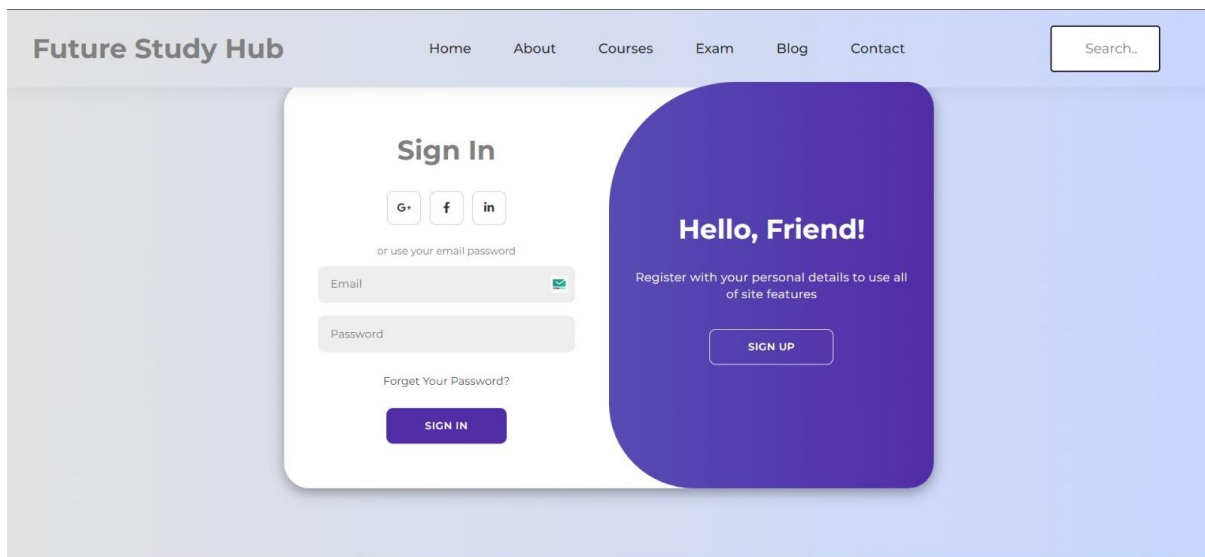 Future Study Hub
Home About Courses Exam Blog Contact
Search..
Sign In
G+ f in
or use your email password
Email
Password
Forget Your Password?
SIGN IN
Hello, Friend!
Register with your personal details to use all
of site features
SIGN UP